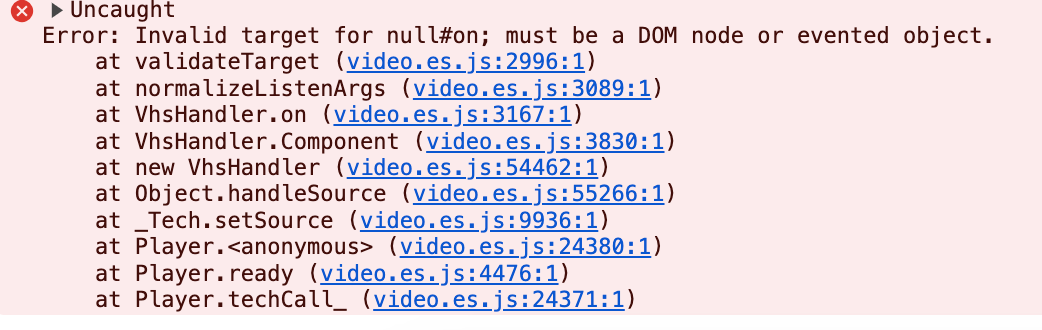 Uncaught
Error: Invalid target for null#on; must be a DOM node or evented object.
at validateTarget (video.es.js:2996:1)
at normalizeListenArgs (video.es.js:3089:1)
at VhsHandler.on (video.es.js:3167:1)
at VhsHandler.Component (video.es.js:3830:1)
at new VhsHandler (video.es.js:54462:1)
at Object.handleSource (video.es.js:55266:1)
at _Tech.setSource (video.es.js:9936:1)
at Player.<anonymous> (video.es.js:24380:1)
at Player.ready (video.es.js:4476:1)
at Player.techCall_ (video.es.js:24371:1)